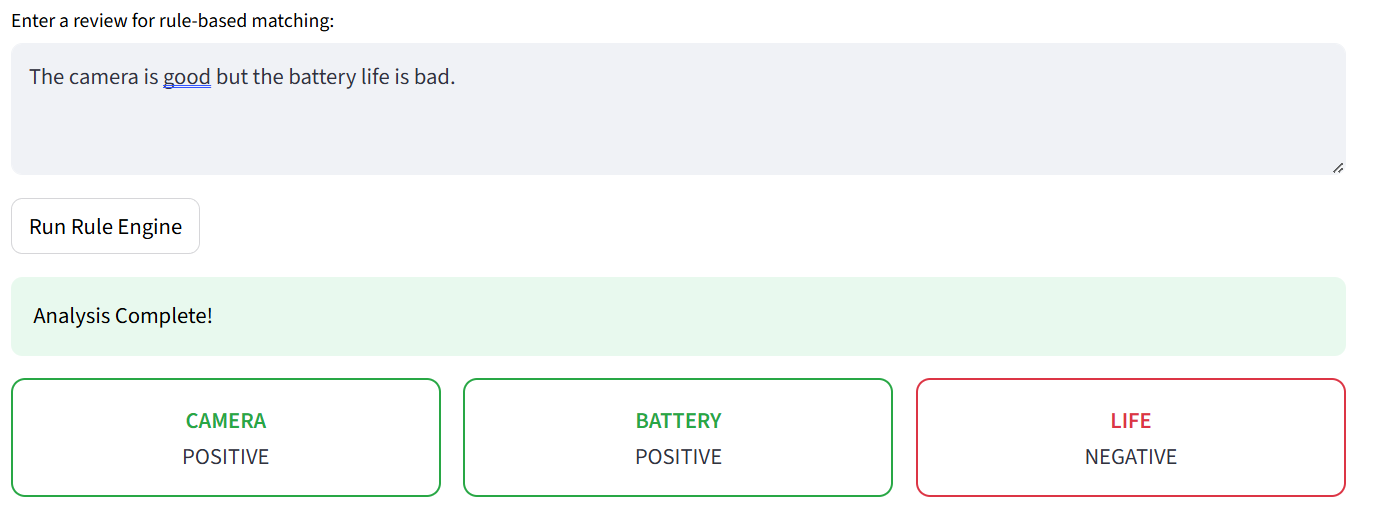 Enter a review for rule-based matching:
The camera is good but the battery life is bad.
Run Rule Engine
Analysis Complete!
CAMERA
POSITIVE
BATTERY
POSITIVE
LIFE
NEGATIVE